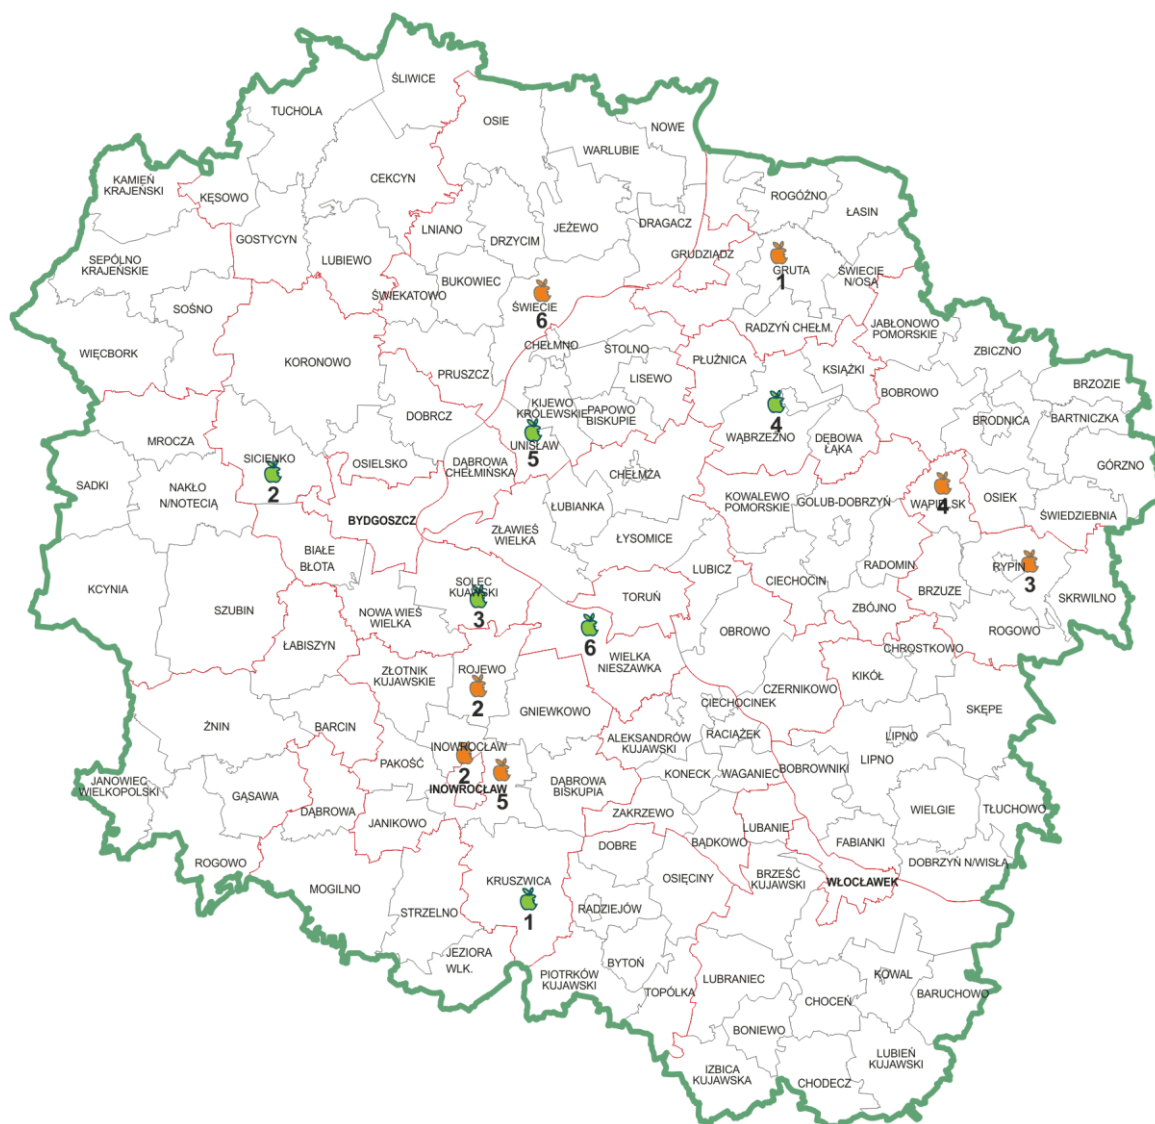 ŚLIWICE
TUCHOLA
OSIE
NOWE
WARLUBIE
KAMIEŃ
KRAJEŃSKI
KĘSOWO
CEKCYN
ROGÓŹNO
ŁASIN
GOSTYCYN
LNIANO
DRZYCIM
JEŻEWO
DRAGACZ
SEPÓLNO
KRAJEŃSKIE
LUBIEWO
GRUDZIĄDZ
GRUTA
1
ŚWIECIE
N/OSĄ
BUKOWIEC
ŚWIEKATOWO
SOŚNO
ŚWIECIE
6
RADZYŃ CHEŁM.
JABŁONOWO
POMORSKIE
WIĘCBORK
KORONOWO
CHEŁMNO
STOLNO
PŁUŻNICA
ZBICZNO
PRUSZCZ
LISEWO
KSIĄŻKI
BOBROWO
BRZOZIE
DOBRCZ
KIJEWO
KRÓLEWSKIE
PAPOWO
BISKUPIE
4
BRODNICA
BARTNICZKA
MROCZA
UNISŁAW
5
WĄBRZEŹNO
DĘBOWA
ŁĄKA
SICIENKO
2
OSIELSKO
DĄBROWA
CHEŁMIŃSKA
CHEŁMŻA
GÓRZNO
SADKI
NAKŁO
N/NOTECIĄ
KOWALEWO
POMORSKIE
GOLUB-DOBRZYŃ
WĄPIELSK
4
OSIEK
ŚWIEDZIEBNIA
BYDGOSZCZ
ŁUBIANKA
ZŁAWIEŚ
WIELKA
ŁYSOMICE
BIAŁE
BŁOTA
LUBICZ
CIECHOCIN
RADOMIN
RYPIN
3
KCYNIA
SZUBIN
SOLEC
KUJAWSKI
3
TORUŃ
BRZUZE
SKRWILNO
NOWA WIEŚ
WIELKA
ZBÓJNO
ROGOWO
6
OBROWO
ŁABISZYN
WIELKA
NIESZAWKA
CHROSTKOWO
ZŁOTNIK
KUJAWSKIE
ROJEWO
2
KIKÓŁ
CZERNIKOWO
CIECHOCINEK
GNIEWKOWO
SKĘPE
ŻNIN
BARCIN
ALEKSANDRÓW
KUJAWSKI
RACIĄŻEK
LIPNO
INOWROCŁAW
2
PAKOŚĆ
LIPNO
KONECK
WAGANIEC
BOBROWNIKI
JANOWIEC
WIELKOPOLSKI
GĄSAWA
INOWROCŁAW
5
DĄBROWA
BISKUPIA
DĄBROWA
JANIKOWO
ZAKRZEWO
WIELGIE
TŁUCHOWO
LUBANIE
BĄDKOWO
FABIANKI
DOBRE
ROGOWO
DOBRZYŃ N/WISŁĄ
MOGILNO
KRUSZWICA
1
OSIĘCINY
BRZEŚĆ
KUJAWSKI
WŁOCŁAWEK
STRZELNO
RADZIEJÓW
JEZIORA
WLK.
BYTOŃ
PIOTRKÓW
KUJAWSKI
LUBRANIEC
KOWAL
TOPÓLKA
CHOCEŃ
BARUCHOWO
BONIEWO
IZBICA
KUJAWSKA
LUBIEŃ
KUJAWSKI
CHODECZ